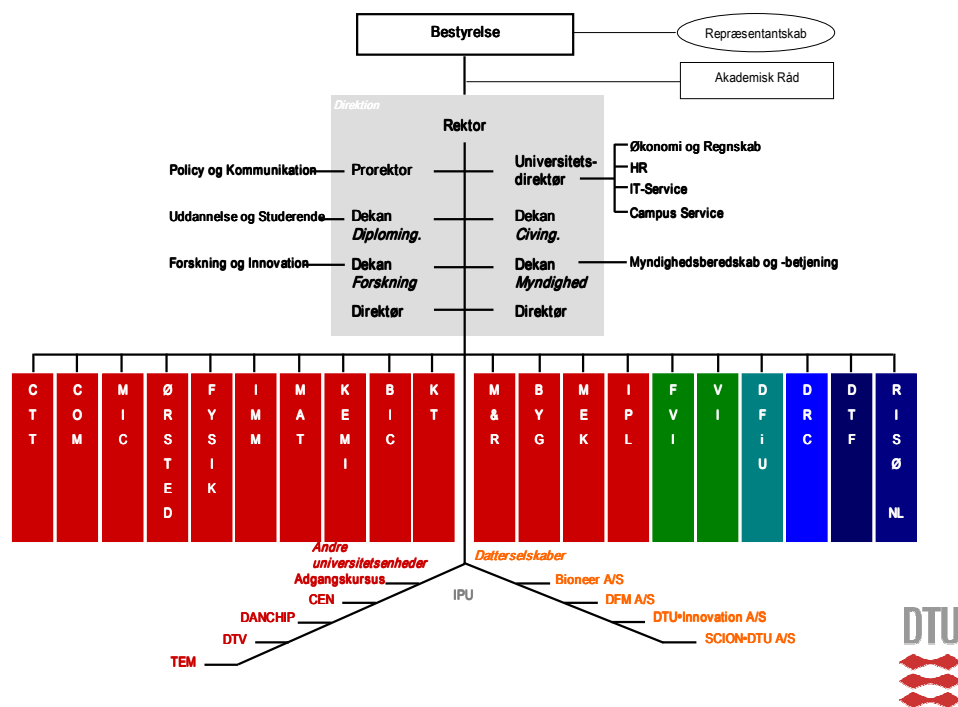 Bestyrelse
Repræsentantskab
Akademisk Råd
Direktion
Rektor
Policy og Kommunikation
Prorektor
Universitets-
direktør
Økonomi og Regnskab
HR
IT-Service
Campus Service
Uddannelse og Studerende
Dekan
Diploming.
Dekan
Civing.
Forskning og Innovation
Dekan
Forskning
Dekan
Myndighed
Myndighedsberedskab og -betjening
Direktør
Direktør
CTT
COM
MIC
ØRSTED
FYSIK
IMM
MAT
KEMI
BIC
KT
M&R
BYG
MEK
IPL
FVI
VI
DFiU
DRC
DTF
RISØ NL
Andre
universitetsenheder
Adgangskursus
CEN
DANCHIP
DTV
TEM
IPU
Datterselskaber
Bioneer A/S
DFM A/S
DTU•Innovation A/S
SCION•DTU A/S
DTU